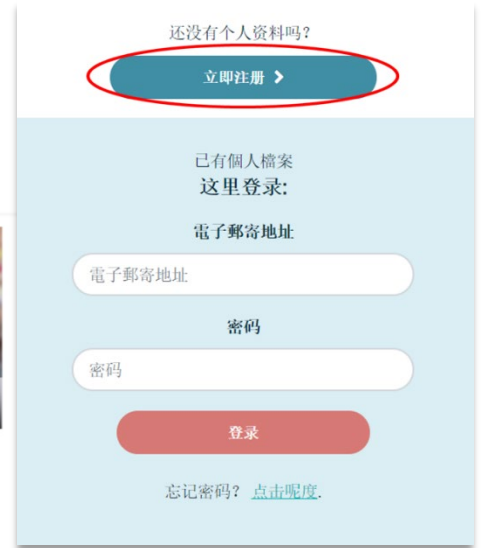 还没有个人资料吗?
立即注册
已有個人檔案
这里登录:
電子郵寄地址
電子郵寄地址
密码
密码
登录
忘记密码? 点击呢度.